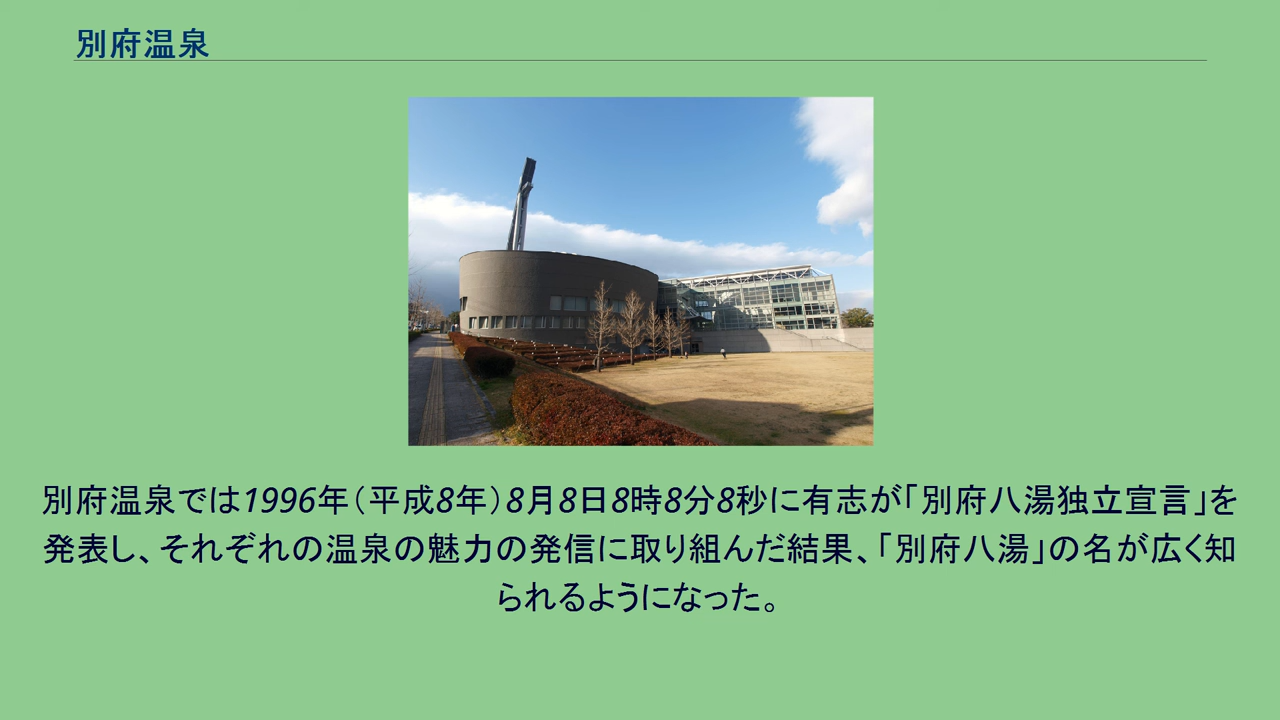 別府温泉
別府温泉では1996年（平成8年）8月8日8時8分8秒に有志が「別府八湯独立宣言」を
発表し、それぞれの温泉の魅力の発信に取り組んだ結果、「別府八湯」の名が広く知
られるようになった。